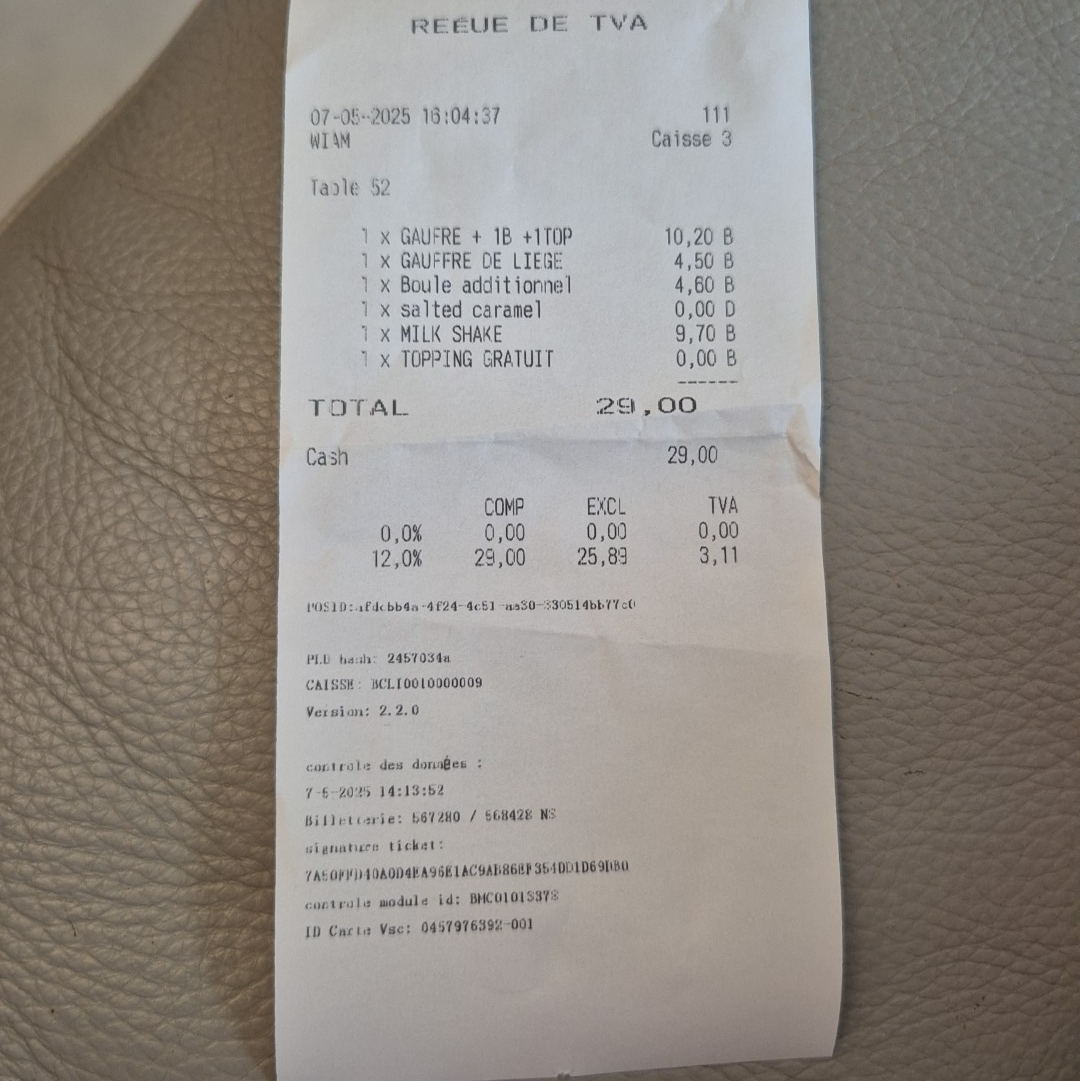 REÉUE DE TVA
07-05-2025 16:04:37 111
WIAM Caisse 3
Table 52
1 x GAUFRE + 1B +1TOP 10,20 B
1 x GAUFFRE DE LIEGE 4,50 B
1 x Boule additionnel 4,60 B
1 x salted caramel 0,00 D
1 x MILK SHAKE 9,70 B
1 x TOPPING GRATUIT 0,00 B
------
TOTAL 29,00
Cash 29,00
COMP EXCL TVA
0,0% 0,00 0,00 0,00
12,0% 29,00 25,89 3,11
POSID:
PLU hash: 2457034a
CAISSE: BCLI0010000009
Version: 2.2.0
controle des données :
14:13:52
Billetterie: 567280 / 568428 NS
signature ticket:
controle module id:
ID Carte Vsc: 0457976392-001